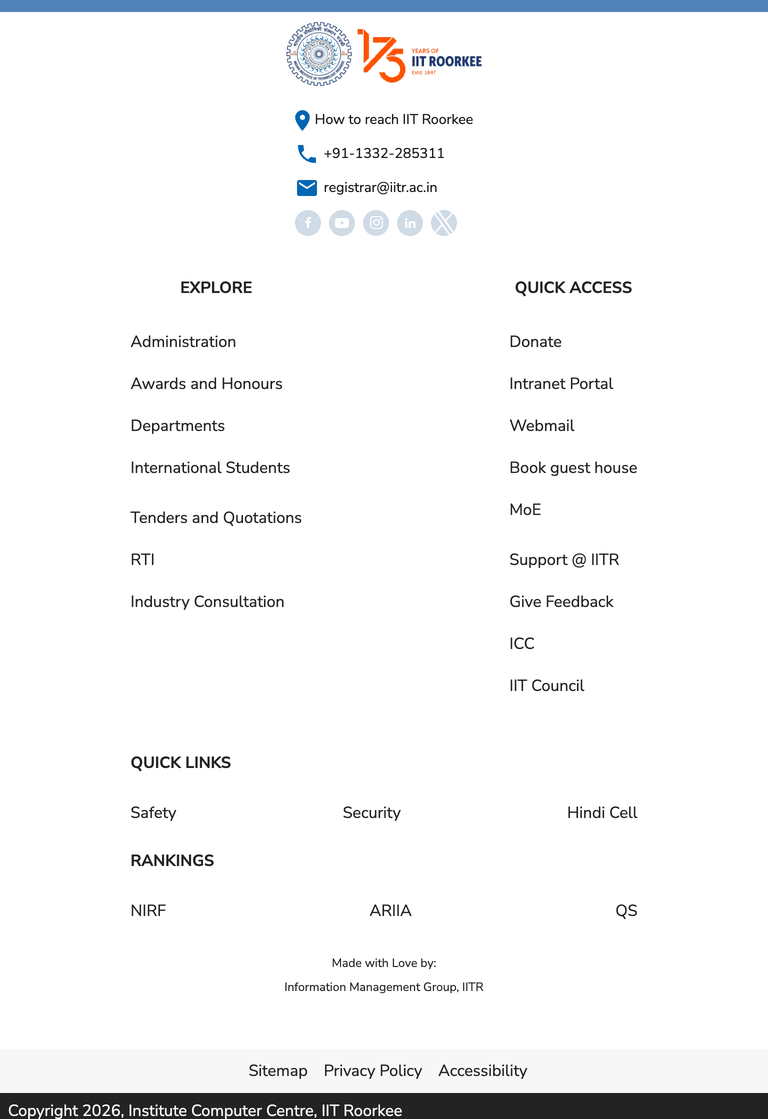 175 YEARS OF
IIT ROORKEE
Estd. 1847
How to reach IIT Roorkee
+91-1332-285311
registrar@iitr.ac.in
EXPLORE
Administration
Awards and Honours
Departments
International Students
Tenders and Quotations
RTI
Industry Consultation
QUICK ACCESS
Donate
Intranet Portal
Webmail
Book guest house
MoE
Support @ IITR
Give Feedback
ICC
IIT Council
QUICK LINKS
Safety Security Hindi Cell
RANKINGS
NIRF ARIIA QS
Made with Love by:
Information Management Group, IITR
Sitemap Privacy Policy Accessibility
Copyright 2026, Institute Computer Centre, IIT Roorkee